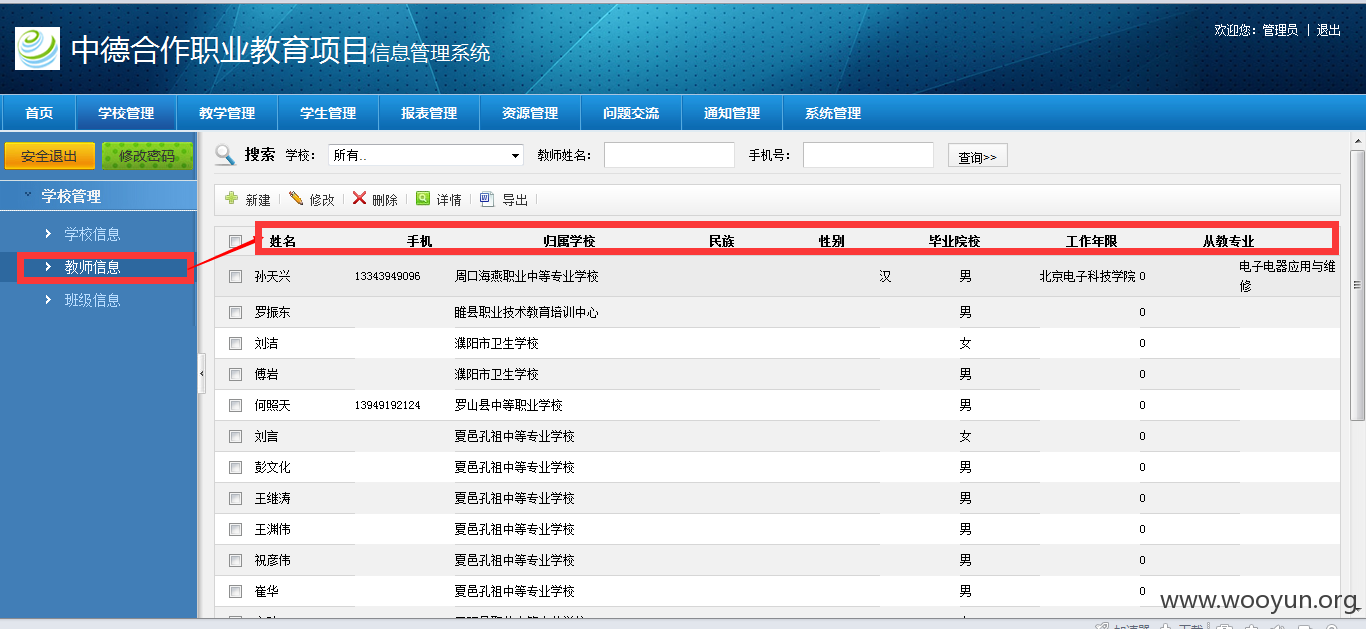 欢迎您：管理员 | 退出
中德合作职业教育项目信息管理系统
首页 学校管理 教学管理 学生管理 报表管理 资源管理 问题交流 通知管理 系统管理
安全退出 修改密码
学校管理
学校信息
教师信息
班级信息
搜索 学校： 所有.. 教师姓名： 手机号： 查询>>
新建 修改 删除 详情 导出
姓名 手机 归属学校 民族 性别 毕业院校 工作年限 从教专业
孙天兴 13343949096 周口海燕职业中等专业学校 汉 男 北京电子科技学院 0 电子电器应用与维
修
罗振东 睢县职业技术教育培训中心 男 0
刘洁 濮阳市卫生学校 女 0
傅岩 濮阳市卫生学校 男 0
何照天 13949192124 罗山县中等职业学校 男 0
刘言 夏邑孔祖中等专业学校 女 0
彭文化 夏邑孔祖中等专业学校 男 0
王继涛 夏邑孔祖中等专业学校 男 0
王渊伟 夏邑孔祖中等专业学校 男 0
祝彦伟 夏邑孔祖中等专业学校 男 0
崔华 夏邑孔祖中等专业学校 男 0
www.wooyun.org